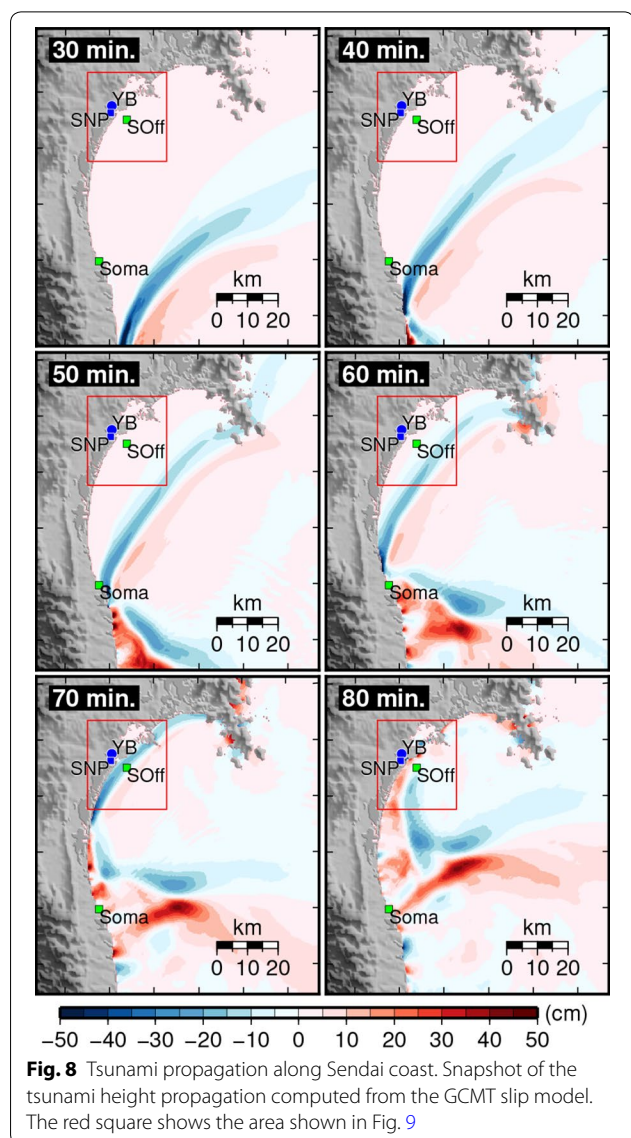 30 min.
YB
SNP
SOff
Soma
km
0 10 20
40 min.
YB
SNP
SOff
Soma
km
0 10 20
50 min.
YB
SNP
SOff
Soma
km
0 10 20
60 min.
YB
SNP
SOff
Soma
km
0 10 20
70 min.
YB
SNP
SOff
Soma
km
0 10 20
80 min.
YB
SNP
SOff
Soma
km
0 10 20
(cm)
−50 −40 −30 −20 −10 0 10 20 30 40 50
Fig. 8 Tsunami propagation along Sendai coast. Snapshot of the
tsunami height propagation computed from the GCMT slip model.
The red square shows the area shown in Fig. 9